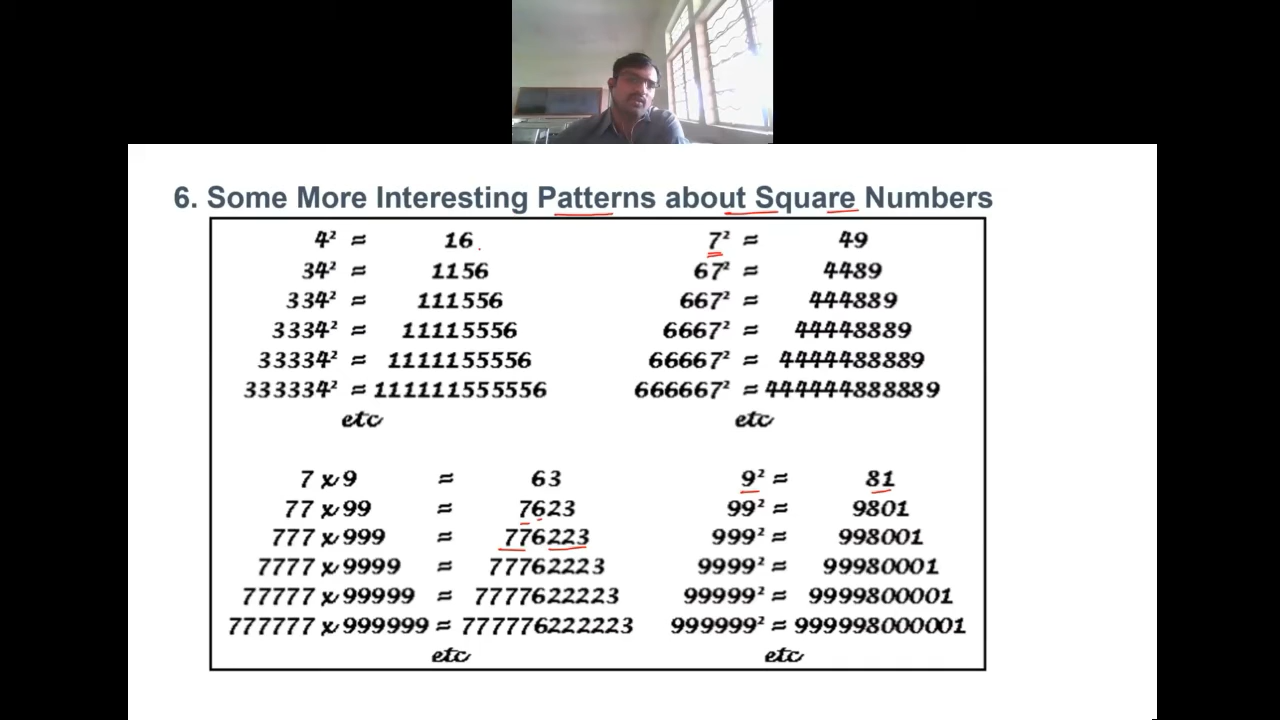 6. Some More Interesting Patterns about Square Numbers
4² = 16
34² = 1156
334² = 111556
3334² = 11115556
33334² = 1111155556
333334² = 111111555556
etc
7² = 49
67² = 4489
667² = 444889
6667² = 44448889
66667² = 4444488889
666667² = 444444888889
etc
7 x 9 = 63
77 x 99 = 7623
777 x 999 = 776223
7777 x 9999 = 77762223
77777 x 99999 = 7777622223
777777 x 999999 = 777776222223
etc
9² = 81
99² = 9801
999² = 998001
9999² = 99980001
99999² = 9999800001
999999² = 999998000001
etc